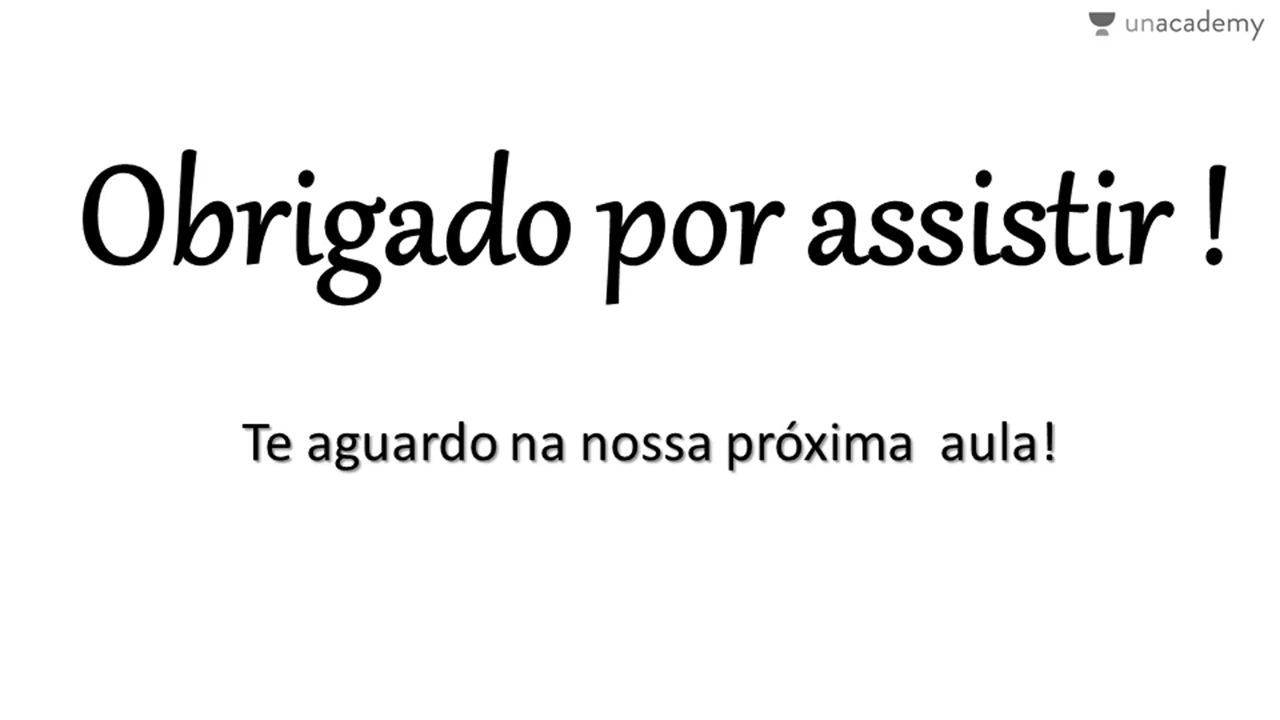 unacademy
Obrigado por assistir !
Te aguardo na nossa próxima aula!